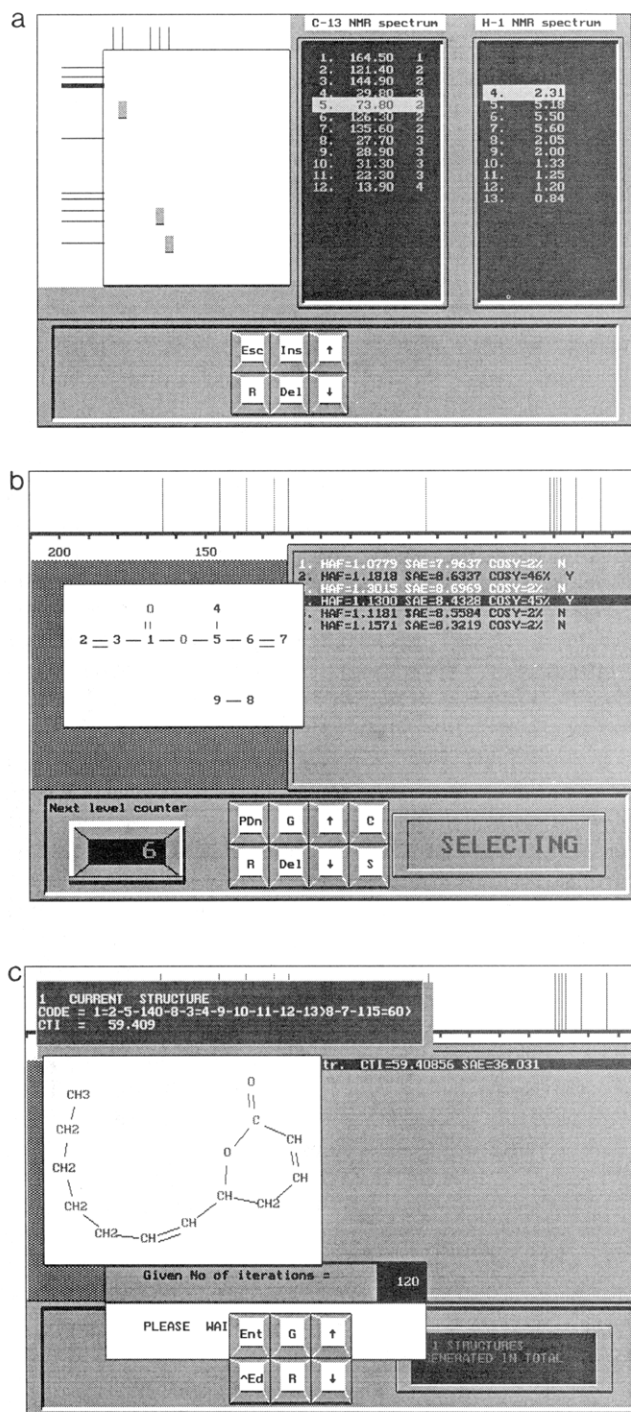 a
C-13 NMR spectrum
H-1 NMR spectrum
1. 164.50 1
2. 121.40 2
3. 144.90 2
4. 29.80 3
5. 73.80 2
6. 126.30 2
7. 135.60 2
8. 27.70 3
9. 28.90 3
10. 31.30 3
11. 22.30 3
12. 13.90 4
4. 2.31
5. 5.18
6. 5.50
7. 5.60
8. 2.05
9. 2.00
10. 1.33
11. 1.25
12. 1.20
13. 0.84
Esc Ins ↑
R Del ↓
b
200 150
1. HAF=1.0779 SAE=7.9637 COSY=2% N
2. HAF=1.1818 SAE=8.6337 COSY=46% Y
. HAF=1.3015 SAE=8.6969 COSY=2% N
. HAF=1.1300 SAE=8.4328 COSY=45% Y
. HAF=1.1181 SAE=8.5584 COSY=2% N
. HAF=1.1571 SAE=8.3219 COSY=2% N
O 4
2 = 3 — 1 — O — 5 — 6 = 7
9 — 8
Next level counter
6
PDn G ↑ C
R Del ↓ S
SELECTING
c
1 CURRENT STRUCTURE
CODE = 1=2-5-14O-8-3=4-9-10-11-12-13)8-7-1)5=6O)
CTI = 59.409
tr. CTI=59.40856 SAE=36.031
O
CH3
C
CH2
O
CH
CH2
CH
CH2
CH
CH2
CH
CH2
CH
Given No of iterations = 120
PLEASE WAI
Ent G ↑
^Ed R ↓
1 STRUCTURES
ENERATED IN TOTAL